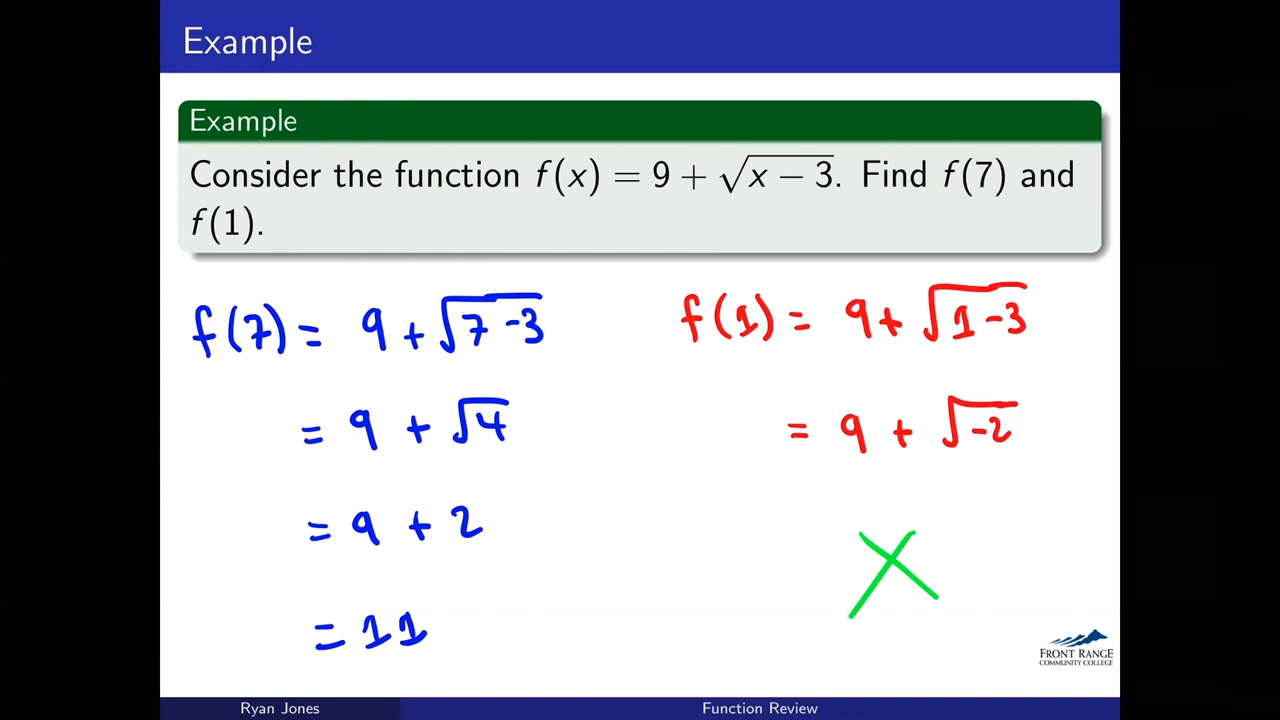 Example
Example
Consider the function f(x) = 9 + √(x − 3). Find f(7) and
f(1).
f(7) = 9 + √(7 - 3)
= 9 + √4
= 9 + 2
= 11
f(1) = 9 + √(1 - 3)
= 9 + √(-2)
FRONT RANGE
COMMUNITY COLLEGE
Ryan Jones
Function Review